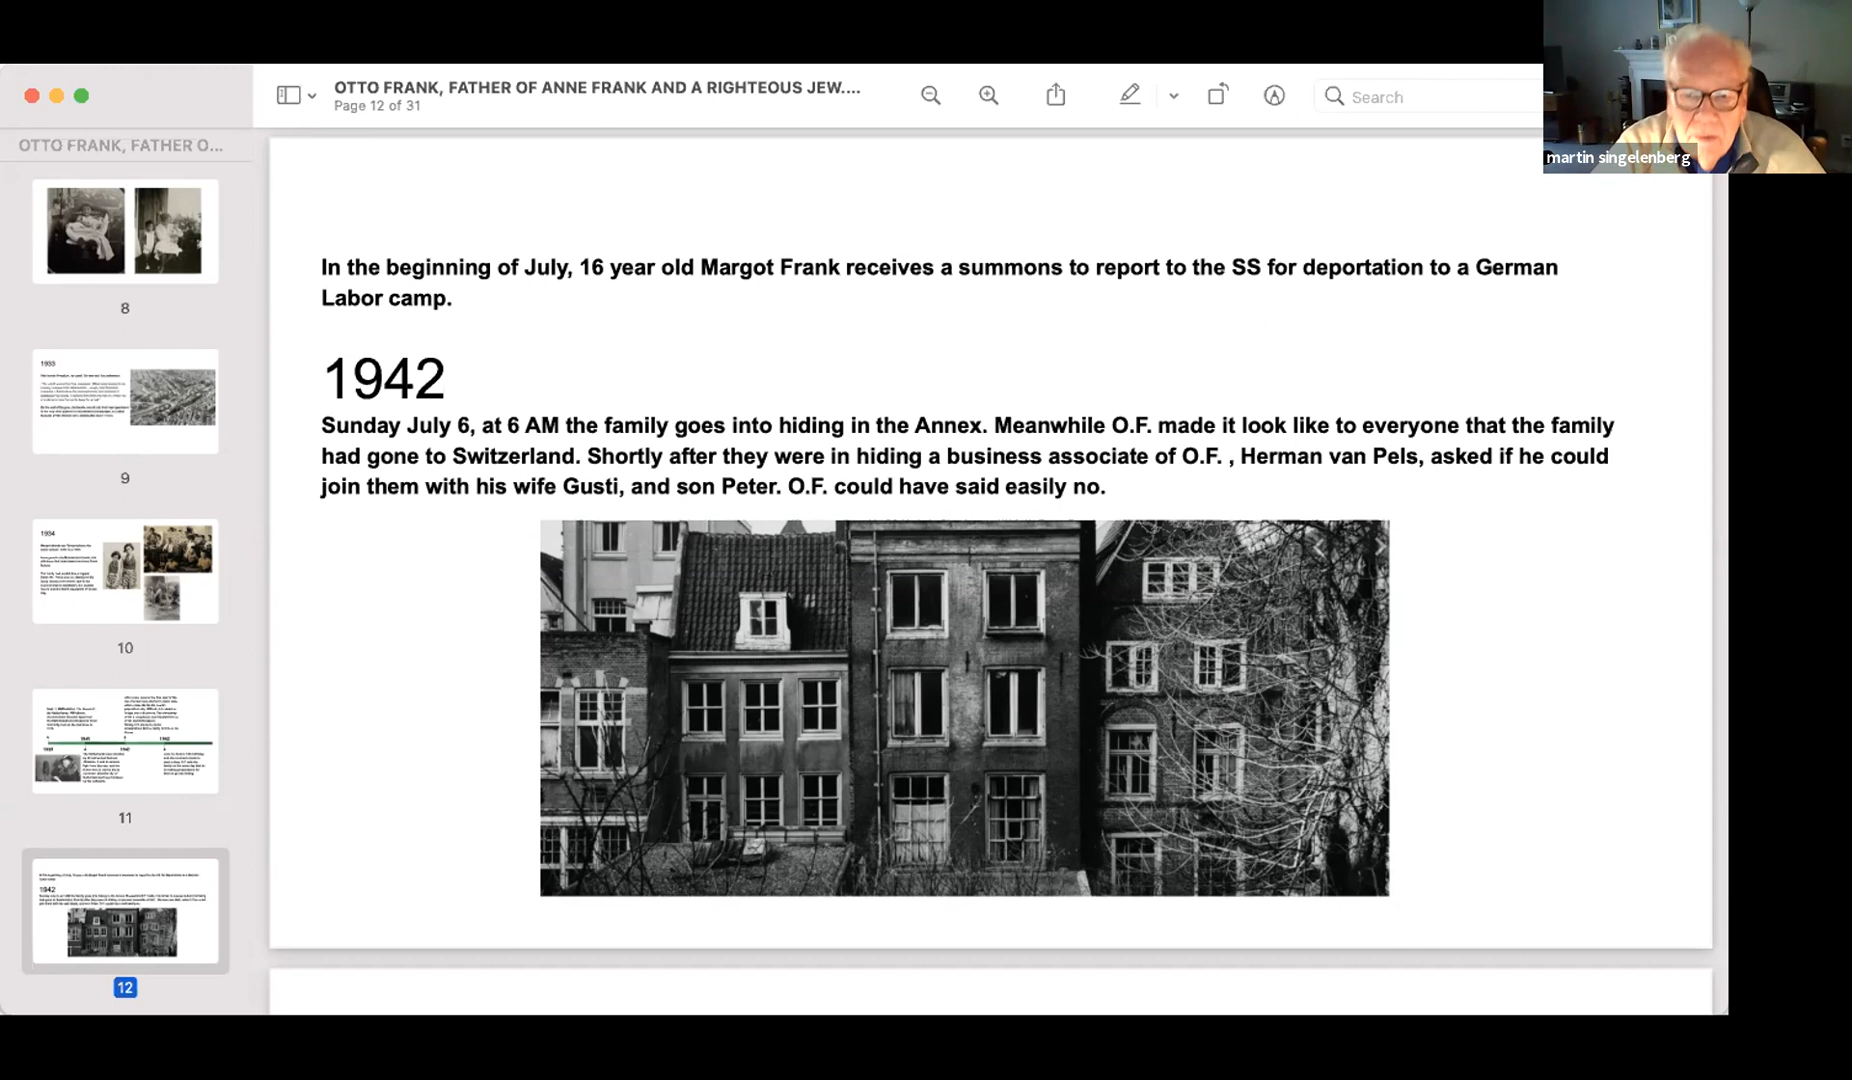 OTTO FRANK, FATHER OF ANNE FRANK AND A RIGHTEOUS JEW....
Page 12 of 31
Search
martin singelenberg
OTTO FRANK, FATHER O...
8
1933
9
1934
10
11
1942
12
In the beginning of July, 16 year old Margot Frank receives a summons to report to the SS for deportation to a German
Labor camp.
1942
Sunday July 6, at 6 AM the family goes into hiding in the Annex. Meanwhile O.F. made it look like to everyone that the family
had gone to Switzerland. Shortly after they were in hiding a business associate of O.F. , Herman van Pels, asked if he could
join them with his wife Gusti, and son Peter. O.F. could have said easily no.